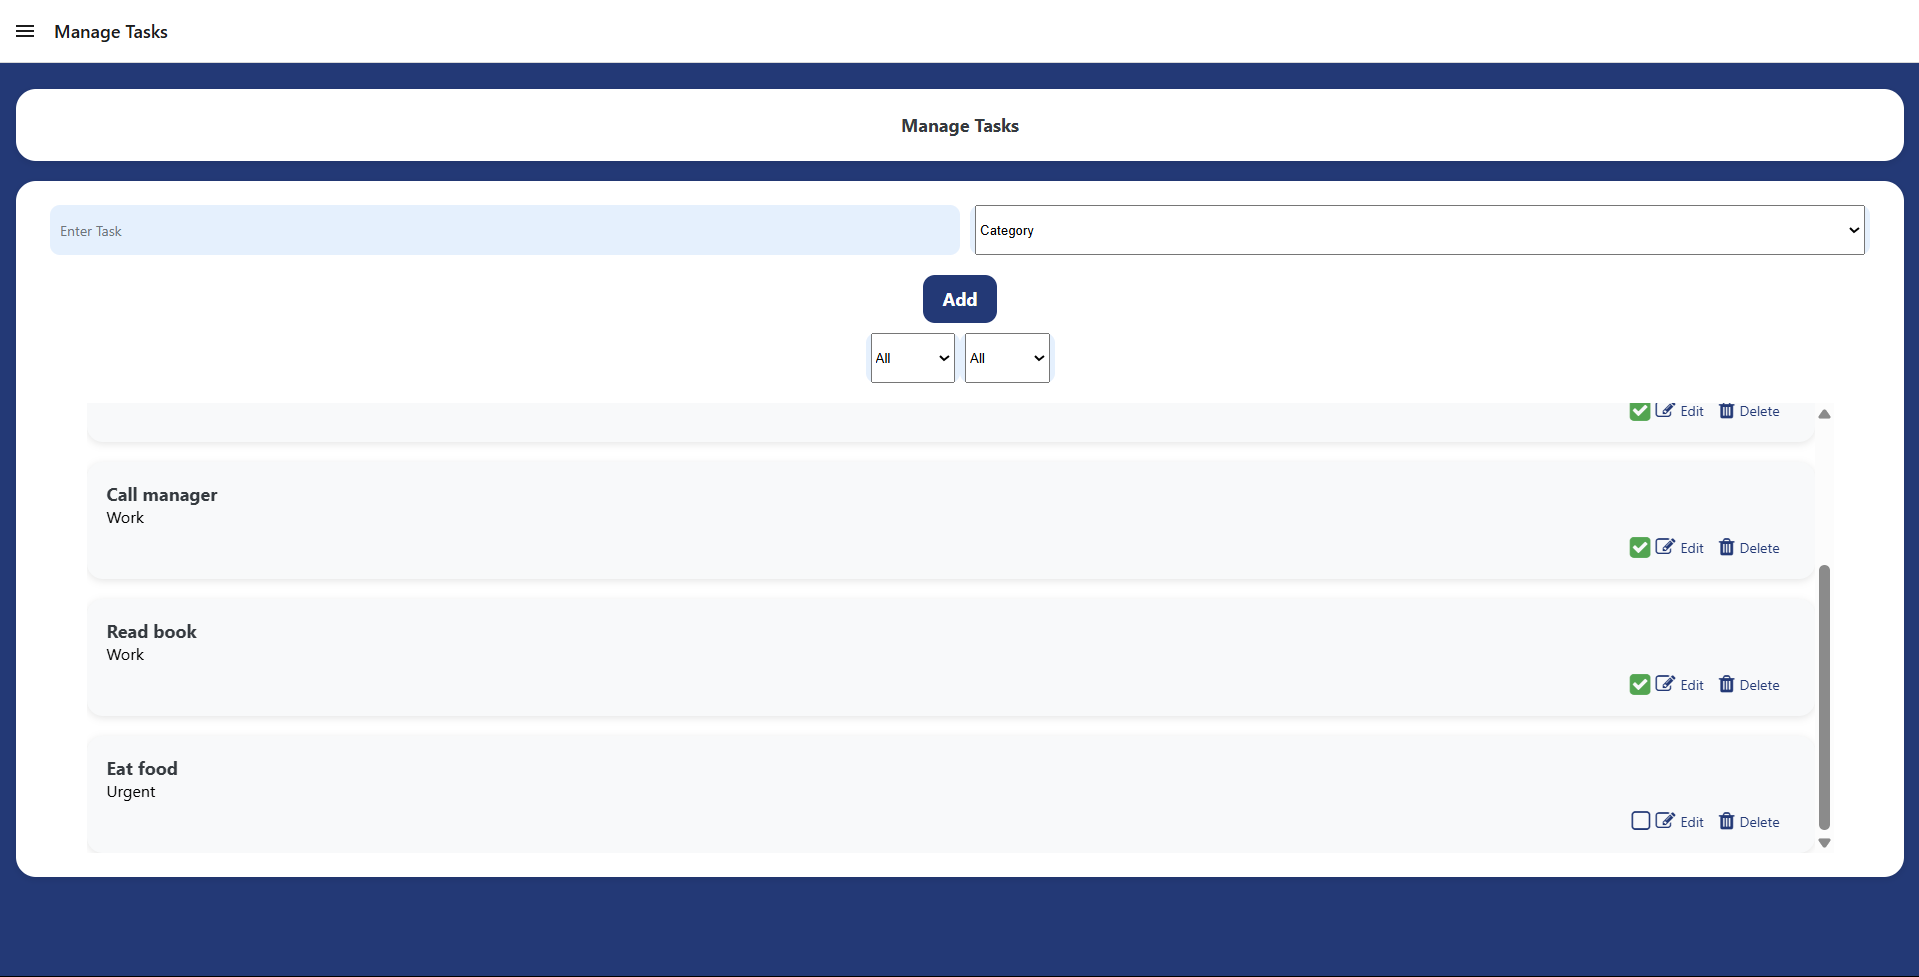 Manage Tasks
Manage Tasks
Enter Task
Category
Add
All All
Edit Delete
Call manager
Work
Edit Delete
Read book
Work
Edit Delete
Eat food
Urgent
Edit Delete